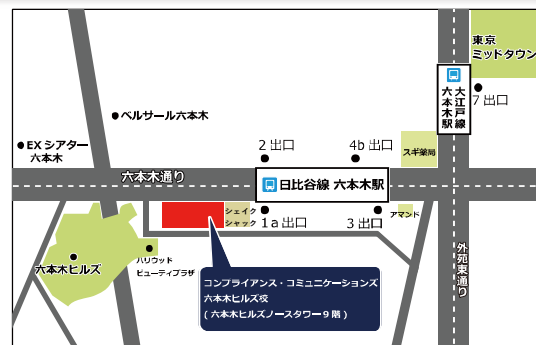 東京
ミッドタウン
大江戸線
六本木駅
7 出口
ベルサール六本木
EX シアター
六本木
2 出口
4b 出口
スギ薬局
六本木通り
日比谷線 六本木駅
シェイク
シャック
1a 出口
3 出口
アマンド
六本木ヒルズ
ハリウッド
ビューティプラザ
外苑東通り
コンプライアンス・コミュニケーションズ
六本木ヒルズ校
( 六本木ヒルズノースタワー 9 階 )